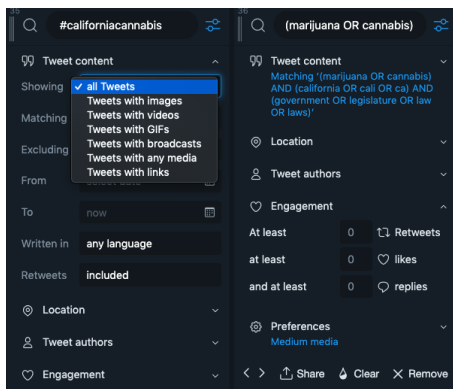 35
#californiacannabis
Tweet content
Showing
✓ all Tweets
Tweets with images
Tweets with videos
Tweets with GIFs
Tweets with broadcasts
Tweets with any media
Tweets with links
Matching
Excluding
From
To
now
Written in
any language
Retweets
included
Location
Tweet authors
Engagement
36
(marijuana OR cannabis)
Tweet content
Matching ‘(marijuana OR cannabis)
AND (california OR cali OR ca) AND
(government OR legislature OR law
OR laws)’
Location
Tweet authors
Engagement
At least 0 Retweets
at least 0 likes
and at least 0 replies
Preferences
Medium media
< > Share Clear × Remove